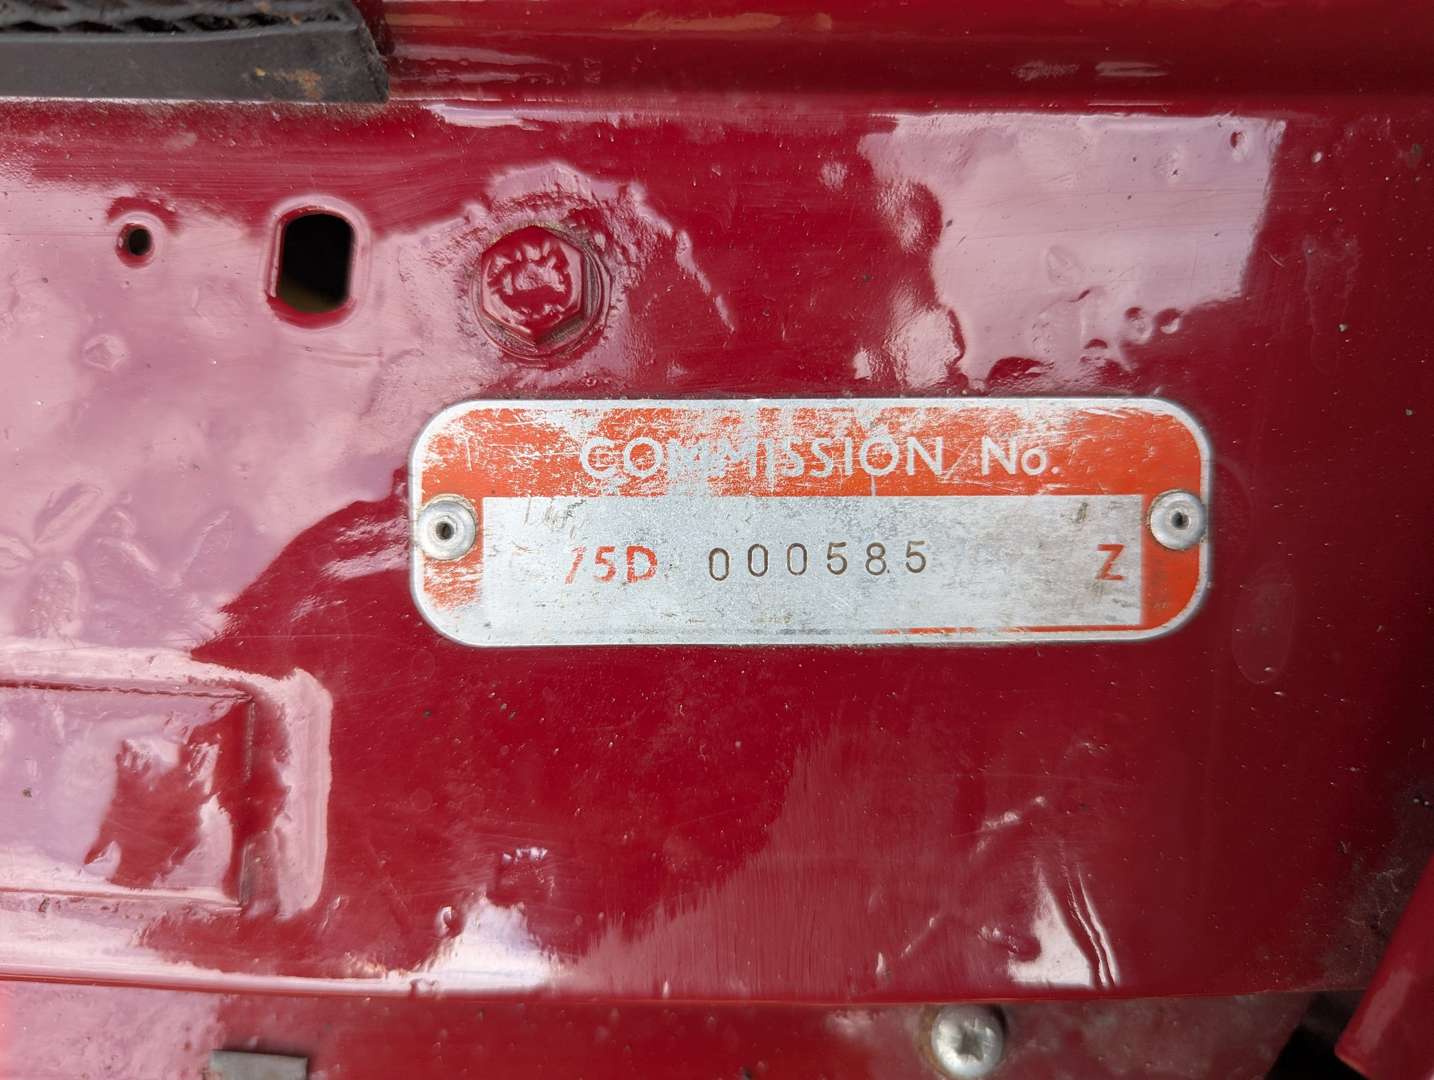 COMMISSION No.
75D 000585 Z